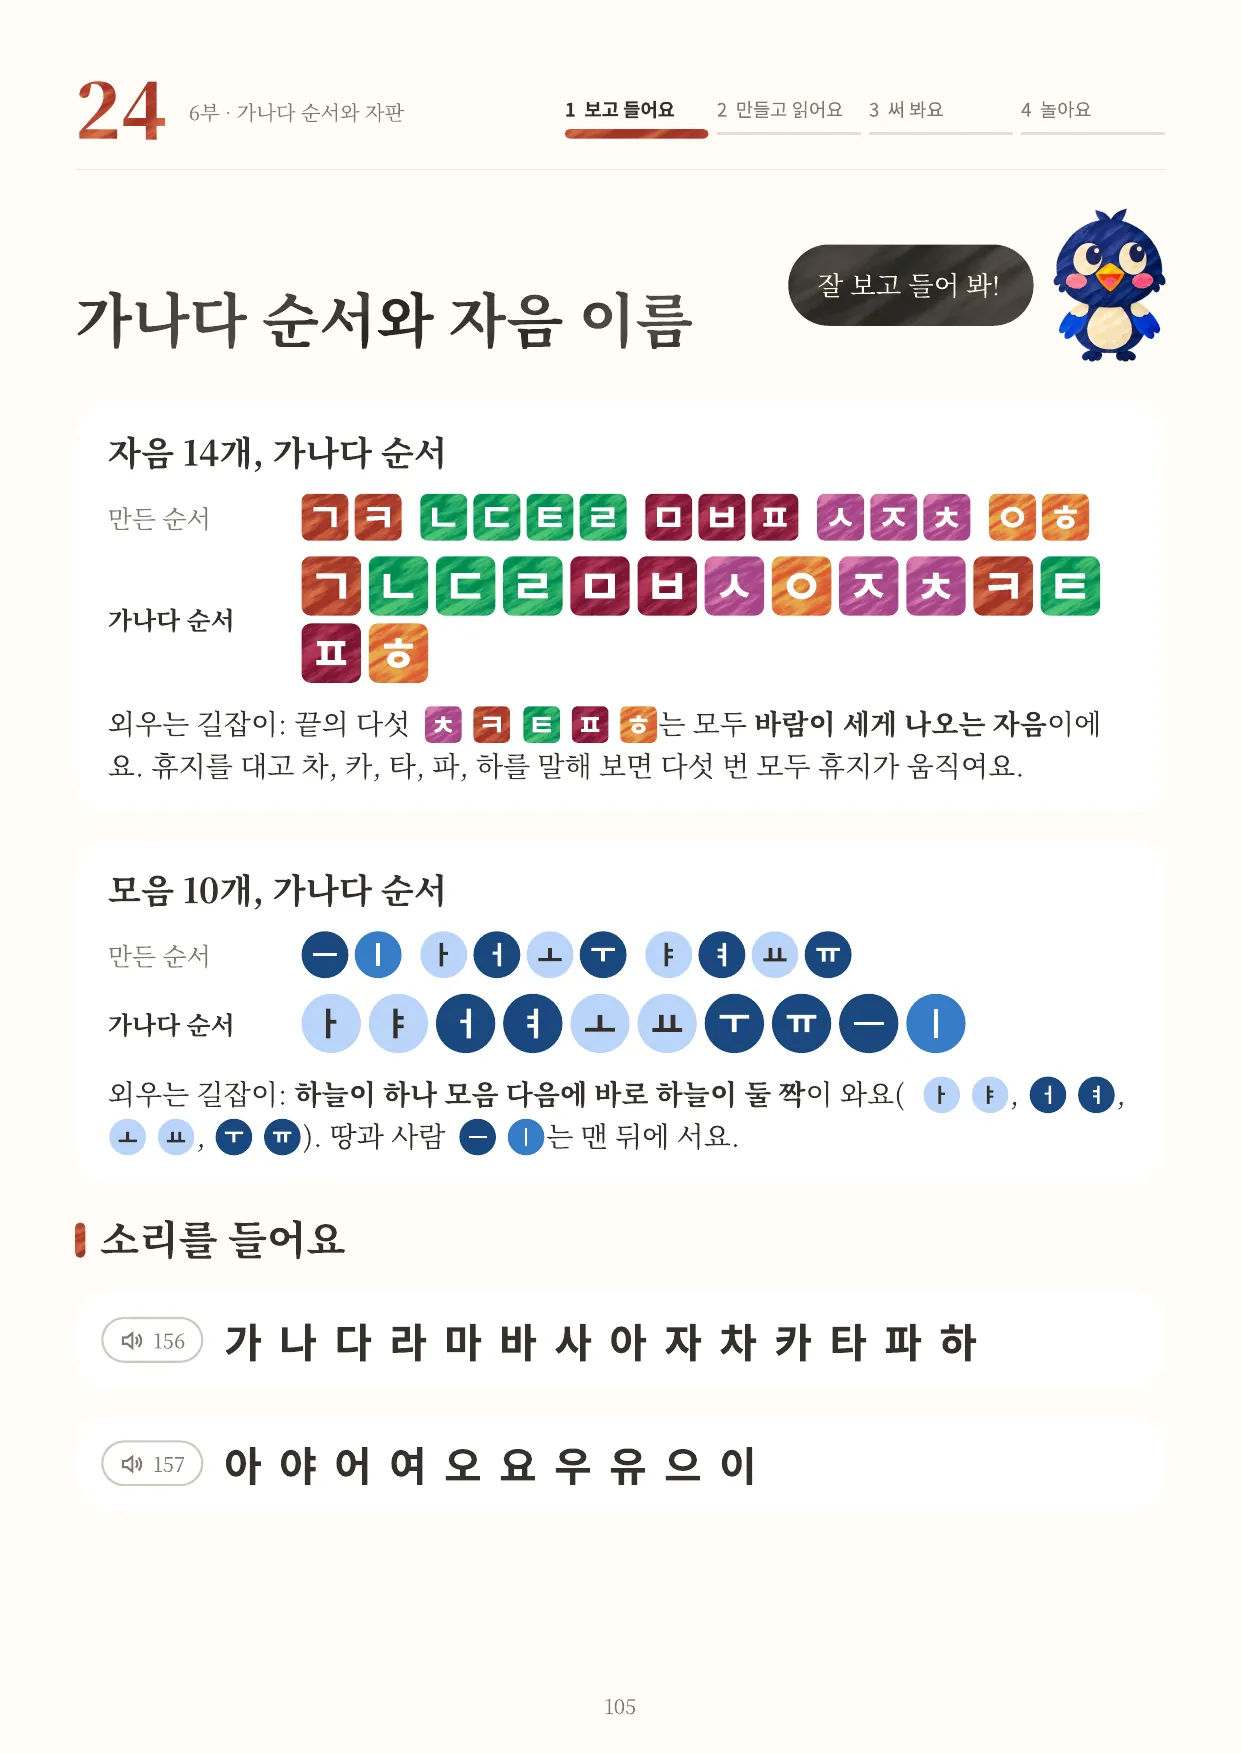 24
6부 · 가나다 순서와 자판
1 보고 들어요
2 만들고 읽어요
3 써 봐요
4 놀아요
잘 보고 들어 봐!
가나다 순서와 자음 이름
자음 14개, 가나다 순서
만든 순서 ㄱ ㅋ ㄴ ㄷ ㅌ ㄹ ㅁ ㅂ ㅍ ㅅ ㅈ ㅊ ㅇ ㅎ
가나다 순서 ㄱ ㄴ ㄷ ㄹ ㅁ ㅂ ㅅ ㅇ ㅈ ㅊ ㅋ ㅌ
ㅍ ㅎ
외우는 길잡이: 끝의 다섯 ㅊ ㅋ ㅌ ㅍ ㅎ는 모두 바람이 세게 나오는 자음이에
요. 휴지를 대고 차, 카, 타, 파, 하를 말해 보면 다섯 번 모두 휴지가 움직여요.
모음 10개, 가나다 순서
만든 순서 ㅡ ㅣ ㅏ ㅓ ㅗ ㅜ ㅑ ㅕ ㅛ ㅠ
가나다 순서 ㅏ ㅑ ㅓ ㅕ ㅗ ㅛ ㅜ ㅠ ㅡ ㅣ
외우는 길잡이: 하늘이 하나 모음 다음에 바로 하늘이 둘 짝이 와요( ㅏ ㅑ, ㅓ ㅕ,
ㅗ ㅛ, ㅜ ㅠ). 땅과 사람 ㅡ ㅣ는 맨 뒤에 서요.
소리를 들어요
156 가 나 다 라 마 바 사 아 자 차 카 타 파 하
157 아 야 어 여 오 요 우 유 으 이
105